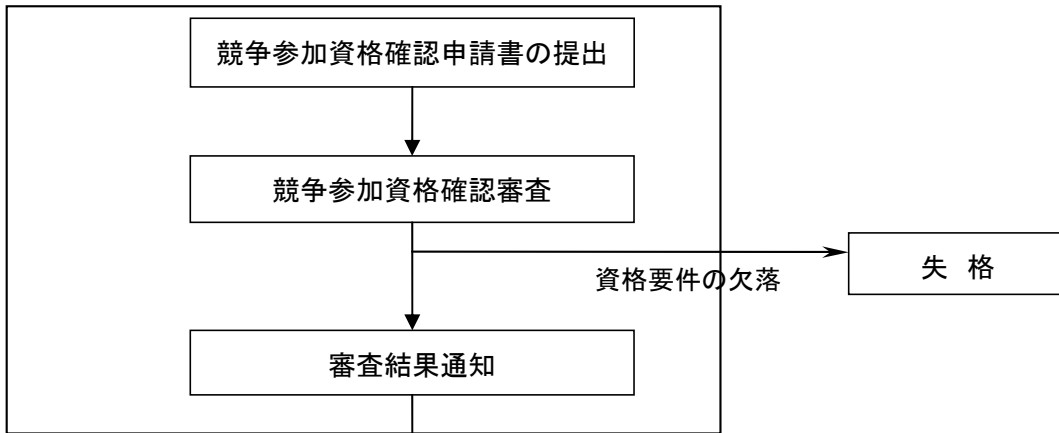 競争参加資格確認申請書の提出
競争参加資格確認審査
資格要件の欠落
失 格
審査結果通知